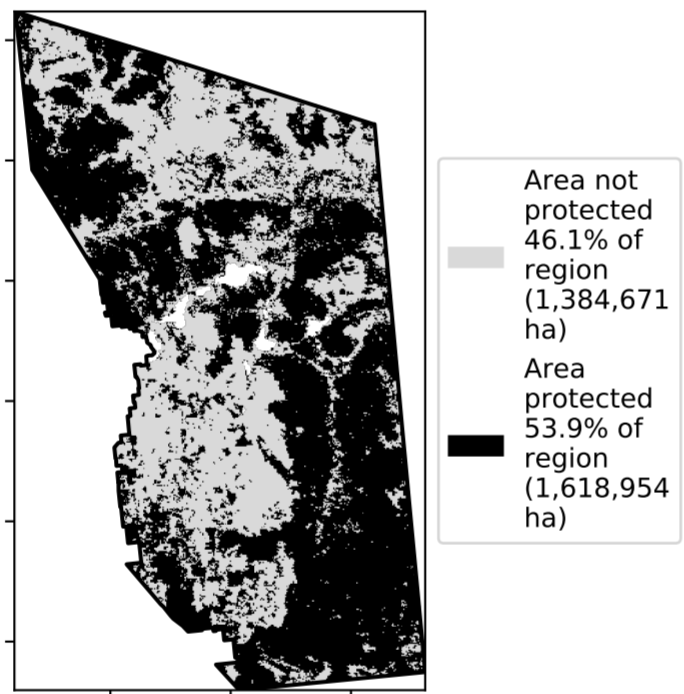 Area not
protected
46.1% of
region
(1,384,671
ha)
Area
protected
53.9% of
region
(1,618,954
ha)